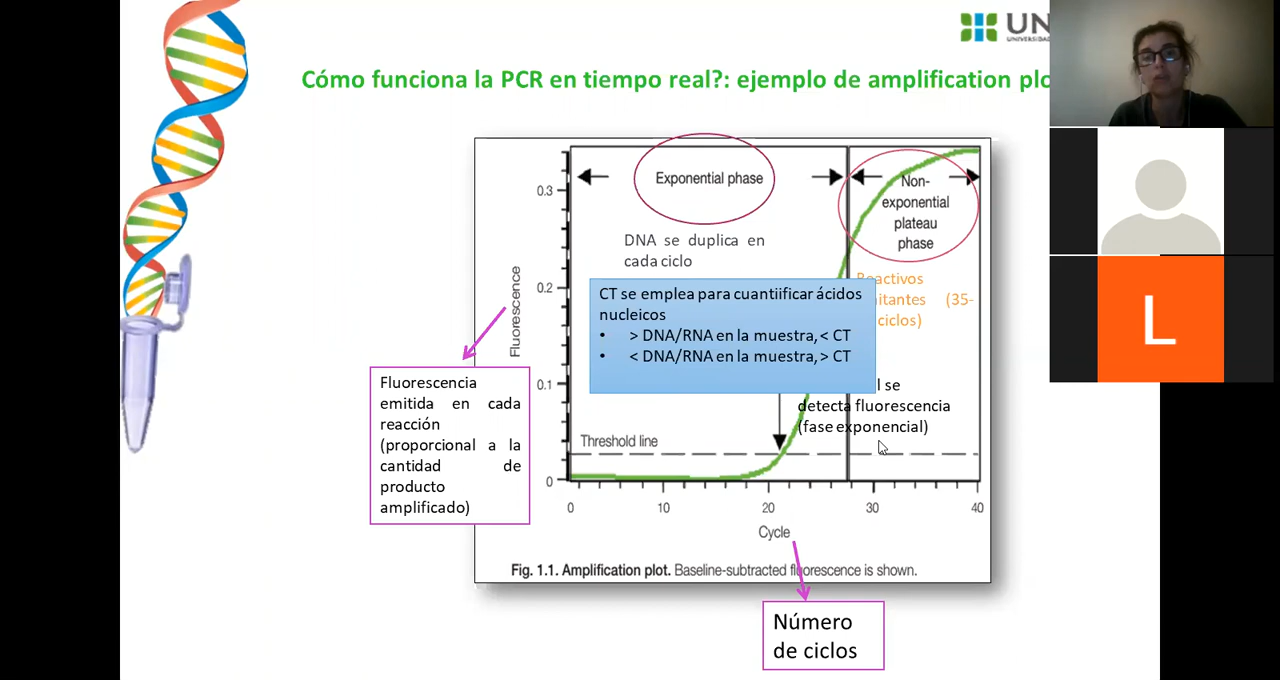 UN
UNIVERSIDAD
Cómo funciona la PCR en tiempo real?: ejemplo de amplification plo
Exponential phase
Non-
exponential
plateau
phase
DNA se duplica en
cada ciclo
Reactivos
(35-
ciclos)
CT se emplea para cuantiificar ácidos
nucleicos
• > DNA/RNA en la muestra, < CT
• < DNA/RNA en la muestra, > CT
l se
detecta fluorescencia
(fase exponencial)
Threshold line
Fluorescence
0.3
0.2
0.1
0
0 10 20 30 40
Cycle
Fluorescencia
emitida en cada
reacción
(proporcional a la
cantidad de
producto
amplificado)
Fig. 1.1. Amplification plot. Baseline-subtracted fluorescence is shown.
Número
de ciclos
L